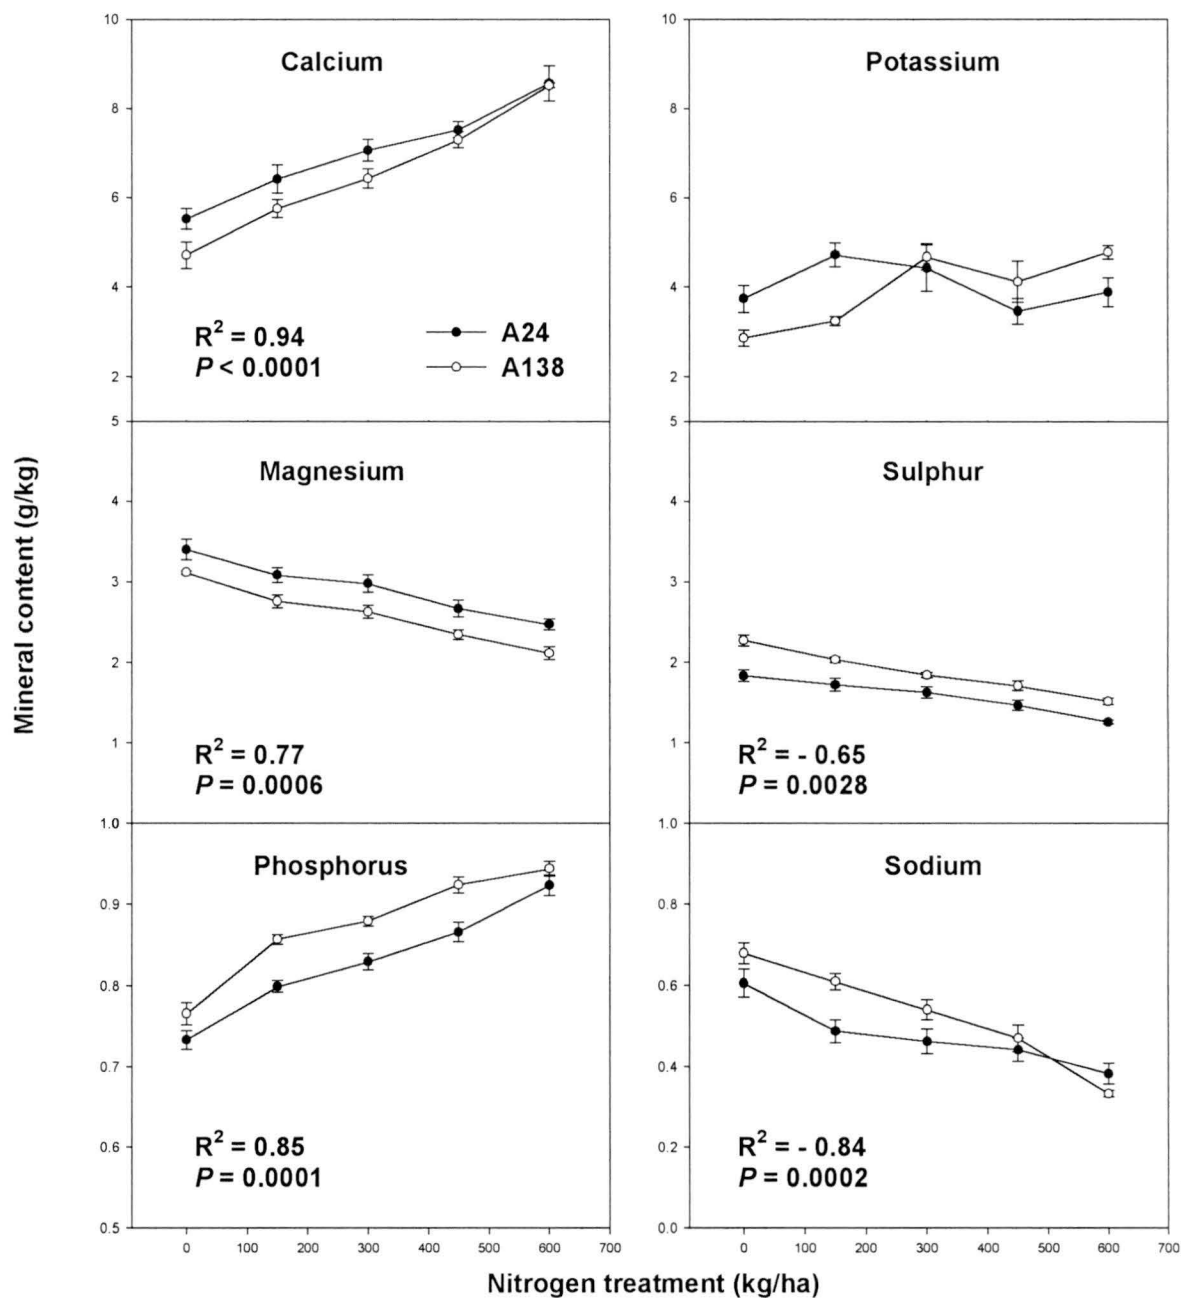 Mineral content (g/kg)
10
8
6
4
2
Calcium
R² = 0.94
P < 0.0001
A24
A138
10
8
6
4
2
Potassium
5
4
3
2
1
Magnesium
R² = 0.77
P = 0.0006
5
4
3
2
1
Sulphur
R² = - 0.65
P = 0.0028
1.0
0.9
0.8
0.7
0.6
0.5
Phosphorus
R² = 0.85
P = 0.0001
0 100 200 300 400 500 600 700
1.0
0.8
0.6
0.4
0.2
0.0
Sodium
R² = - 0.84
P = 0.0002
0 100 200 300 400 500 600 700
Nitrogen treatment (kg/ha)